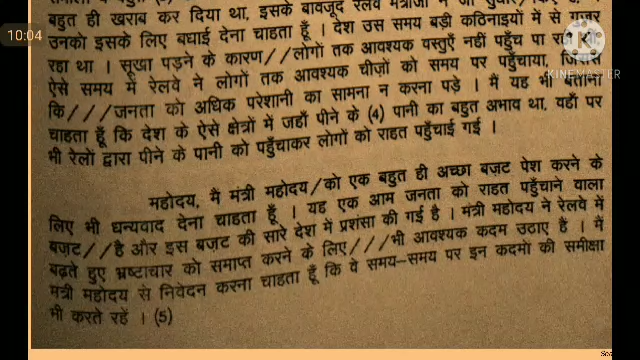 बहुत ही खराब कर दिया था, इसके बावजूद रेलवे मंत्रीजी ने जो सुधार/किए हैं, मैं
उनको इसके लिए बधाई देना चाहता हूँ । देश उस समय बड़ी कठिनाइयों में से गुजर
रहा था । सूखा पड़ने के कारण//लोगों तक आवश्यक वस्तुएँ नहीं पहुँच पा रही थीं
ऐसे समय में रेलवे ने लोगों तक आवश्यक चीज़ों को समय पर पहुँचाया, जिससे
कि///जनता को अधिक परेशानी का सामना न करना पड़े । मैं यह भी बताना
चाहता हूँ कि देश के ऐसे क्षेत्रों में जहाँ पीने के (4) पानी का बहुत अभाव था, वहाँ पर
भी रेलों द्वारा पीने के पानी को पहुँचाकर लोगों को राहत पहुँचाई गई ।
महोदय, मै मंत्री महोदय/को एक बहुत ही अच्छा बज़ट पेश करने के
लिए भी धन्यवाद देना चाहता हूँ । यह एक आम जनता को राहत पहुँचाने वाला
बज़ट//है और इस बजट की सारे देश में प्रशंसा की गई है । मंत्री महोदय ने रेलवे में
बढ़ते हुए भ्रष्टाचार को समाप्त करने के लिए///भी आवश्यक कदम उठाए हैं । मैं
मंत्री महोदय से निवेदन करना चाहता हूँ कि वे समय-समय पर इन कदमों की समीक्षा
भी करते रहें । (5)
10:04
KINEMASTER